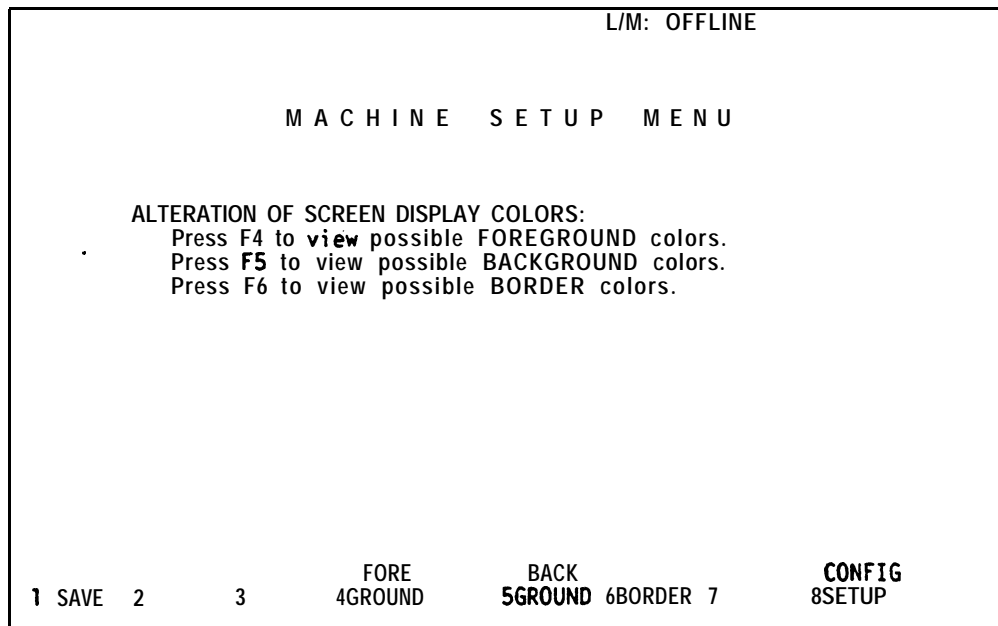 L/M: OFFLINE
MACHINE SETUP MENU
ALTERATION OF SCREEN DISPLAY COLORS:
Press F4 to view possible FOREGROUND colors.
Press F5 to view possible BACKGROUND colors.
Press F6 to view possible BORDER colors.
FORE BACK CONFIG
1 SAVE 2 3 4GROUND 5GROUND 6BORDER 7 8SETUP